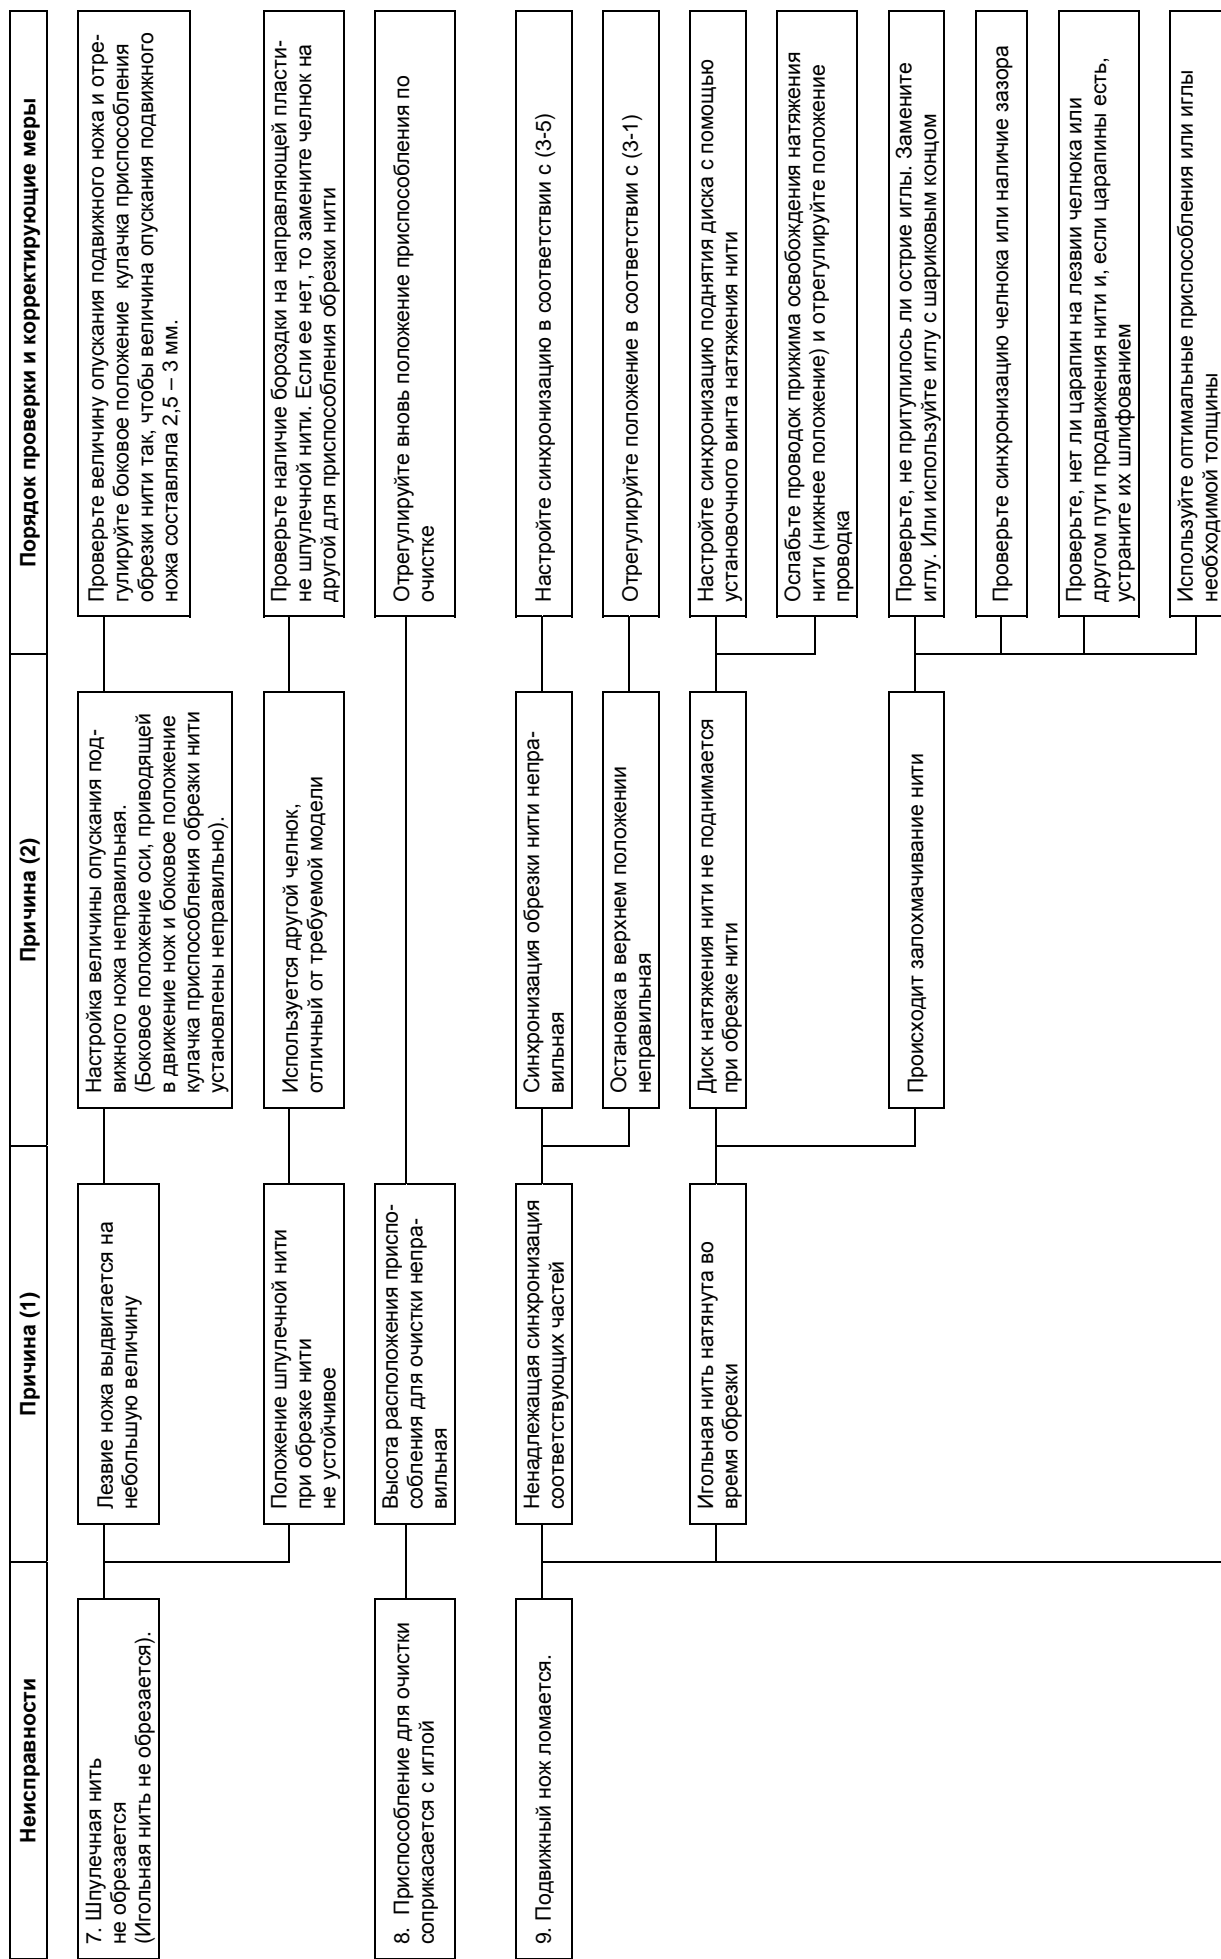 Неисправности
Причина (1)
Причина (2)
Порядок проверки и корректирующие меры
7. Шпулечная нить
не обрезается
(Игольная нить не обрезается).
Лезвие ножа выдвигается на
небольшую величину
Настройка величины опускания под-
вижного ножа неправильная.
(Боковое положение оси, приводящей
в движение нож и боковое положение
кулачка приспособления обрезки нити
установлены неправильно).
Проверьте величину опускания подвижного ножа и отре-
гулируйте боковое положение кулачка приспособления
обрезки нити так, чтобы величина опускания подвижного
ножа составляла 2,5 – 3 мм.
Положение шпулечной нити
при обрезке нити
не устойчивое
Используется другой челнок,
отличный от требуемой модели
Проверьте наличие бороздки на направляющей пласти-
не шпулечной нити. Если ее нет, то замените челнок на
другой для приспособления обрезки нити
8. Приспособление для очистки
соприкасается с иглой
Высота расположения приспо-
собления для очистки непра-
вильная
Отрегулируйте вновь положение приспособления по
очистке
9. Подвижный нож ломается.
Ненадлежащая синхронизация
соответствующих частей
Синхронизация обрезки нити непра-
вильная
Настройте синхронизацию в соответствии с (3-5)
Остановка в верхнем положении
неправильная
Отрегулируйте положение в соответствии с (3-1)
Игольная нить натянута во
время обрезки
Диск натяжения нити не поднимается
при обрезке нити
Настройте синхронизацию поднятия диска с помощью
установочного винта натяжения нити
Ослабьте проводок прижима освобождения натяжения
нити (нижнее положение) и отрегулируйте положение
проводка
Происходит залохмачивание нити
Проверьте, не притупилось ли острие иглы. Замените
иглу. Или используйте иглу с шариковым концом
Проверьте синхронизацию челнока или наличие зазора
Проверьте, нет ли царапин на лезвии челнока или
другом пути продвижения нити и, если царапины есть,
устраните их шлифованием
Используйте оптимальные приспособления или иглы
необходимой толщины